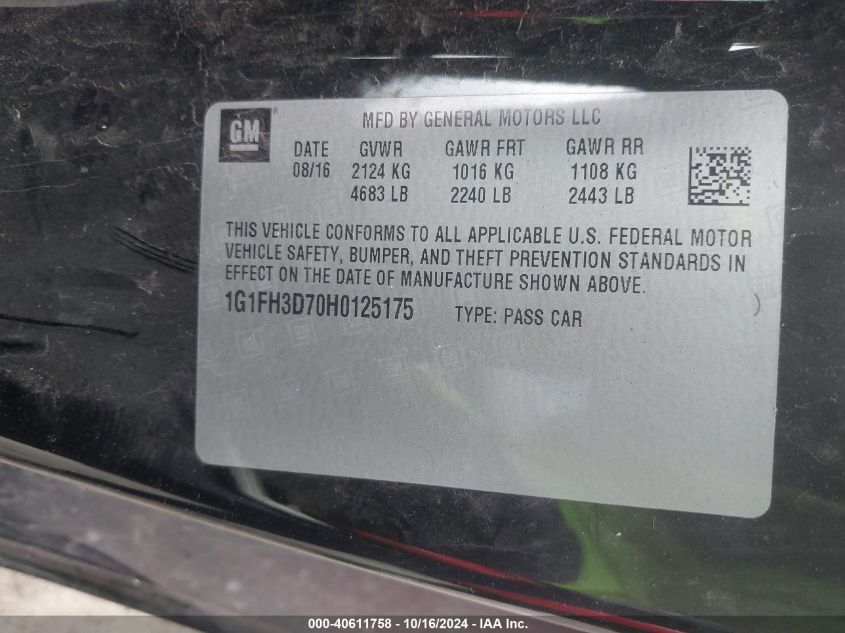 GM
MFD BY GENERAL MOTORS LLC
DATE GVWR GAWR FRT GAWR RR
08/16 2124 KG 1016 KG 1108 KG
4683 LB 2240 LB 2443 LB
THIS VEHICLE CONFORMS TO ALL APPLICABLE U.S. FEDERAL MOTOR
VEHICLE SAFETY, BUMPER, AND THEFT PREVENTION STANDARDS IN
EFFECT ON THE DATE OF MANUFACTURE SHOWN ABOVE.
1G1FH3D70H0125175 TYPE: PASS CAR
000-40611758 - 10/16/2024 - IAA Inc.